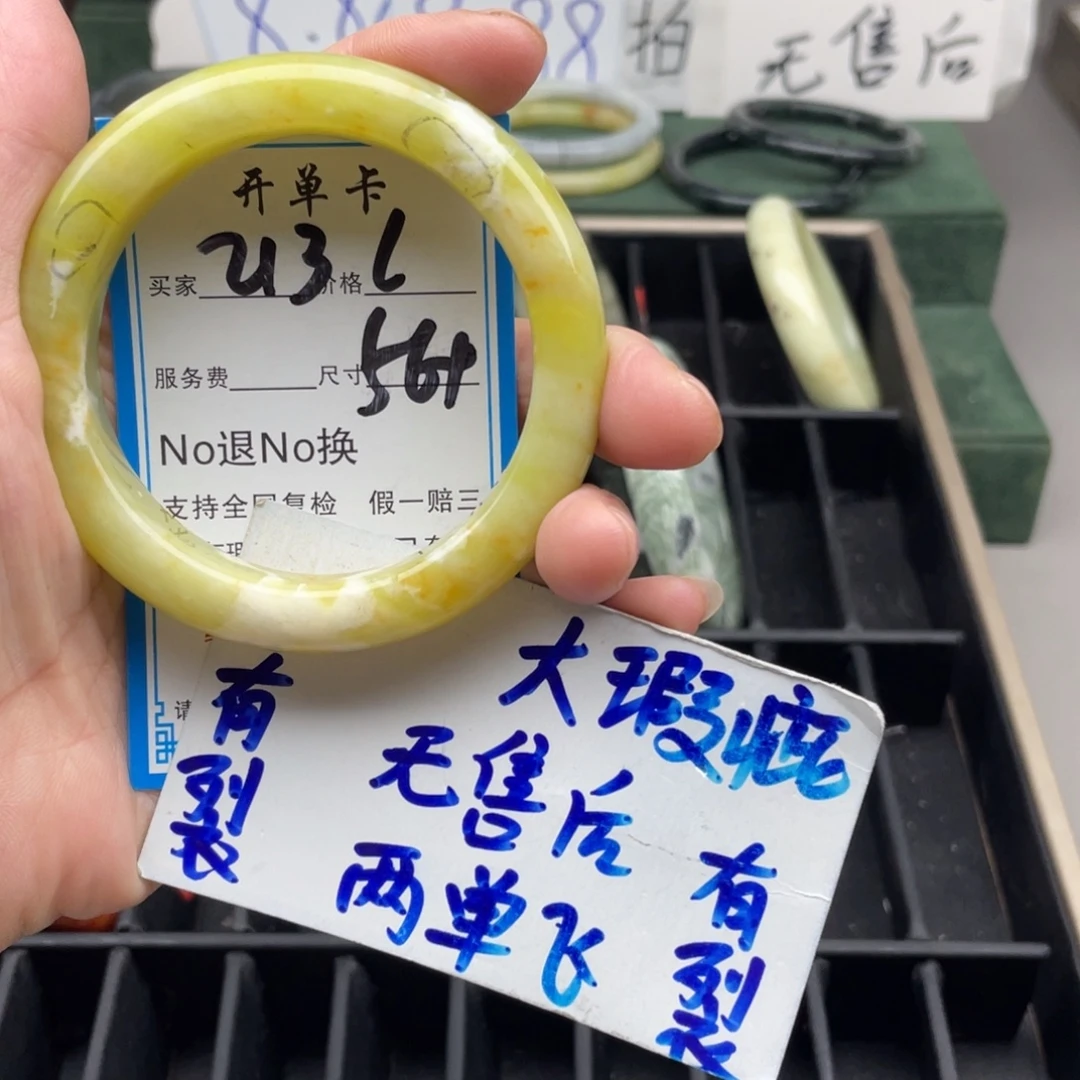 拍
无售后
开单卡
买家 价格
服务费 尺寸 56+
No退No换
支持全国复检 假一赔三
请
有裂
大瑕疵
无售后
两单飞
有裂